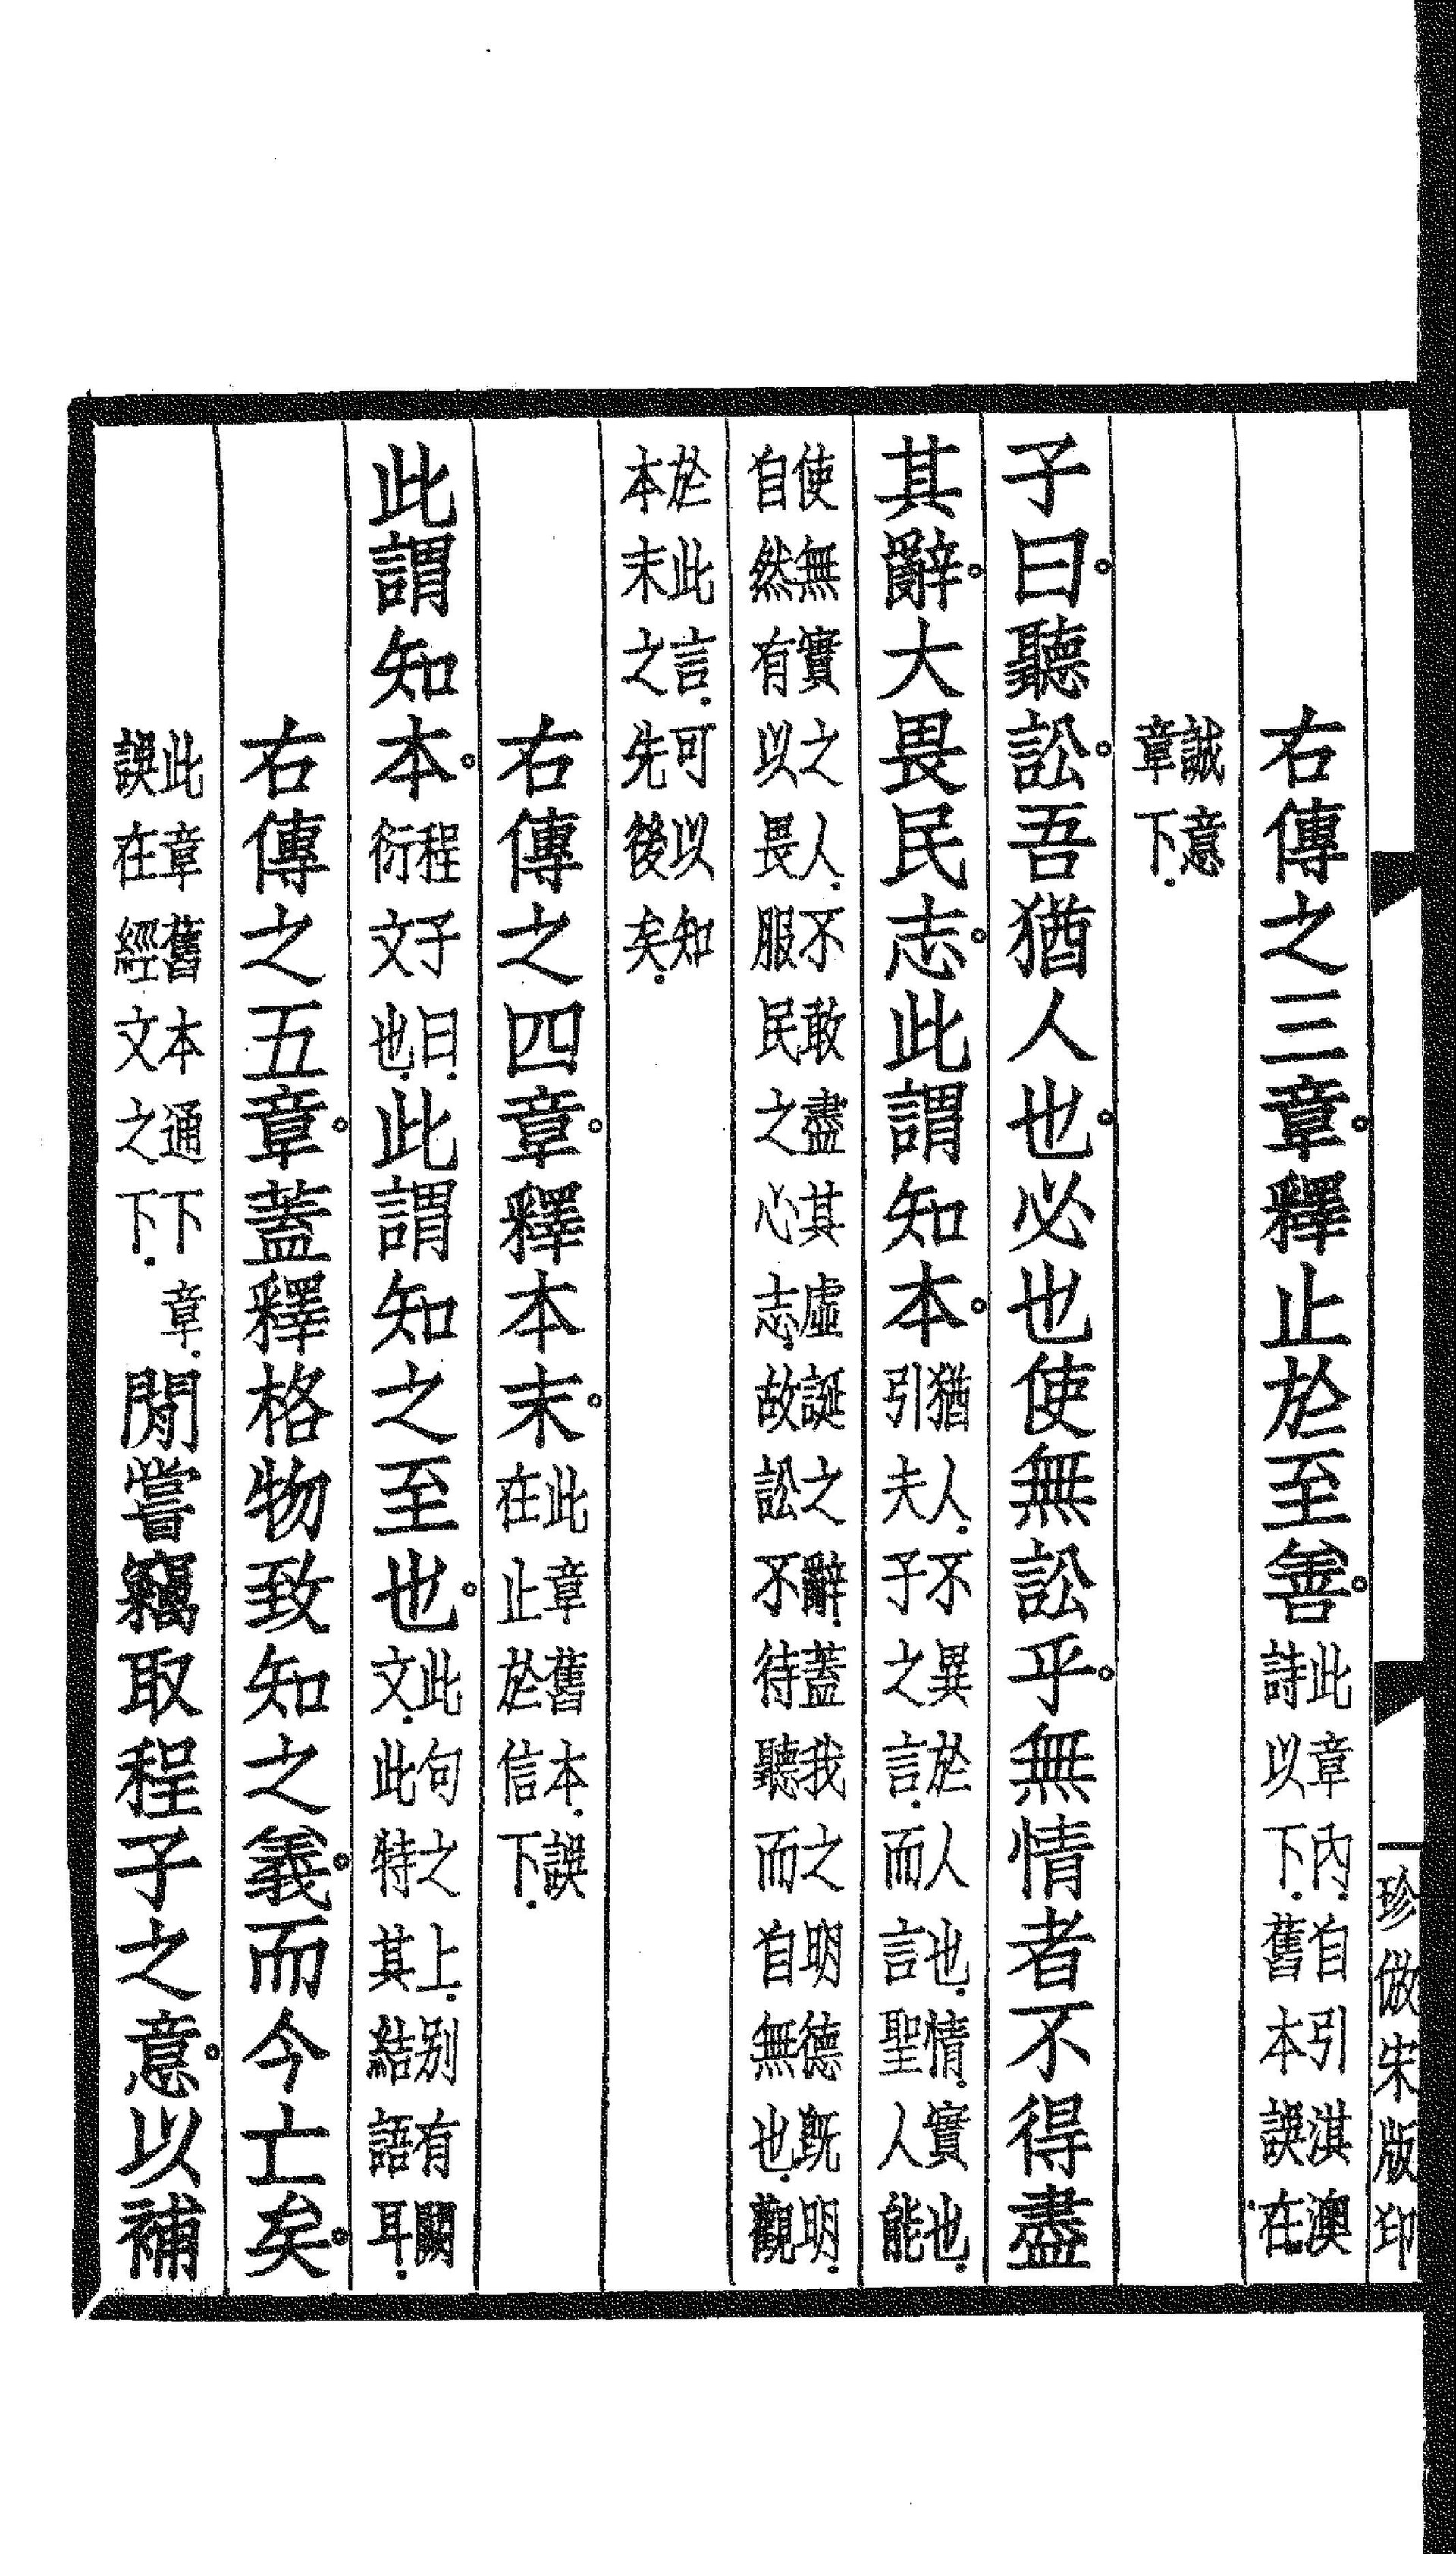 右傳之三章。釋止於至善。此章內.自引淇澳詩以下.舊本誤在
誠意章下.
子曰。聽訟。吾猶人也。必也使無訟乎。無情者不得盡
其辭。大畏民志。此謂知本。猶人.不異於人也.情.實也.引夫子之言.而言聖人能
使無實之人.不敢盡其虛誕之辭.蓋我之明德既明.自然有以畏服民之心志.故訟不待聽而自無也.觀
於此言.可以知本末之先後矣.
右傳之四章。釋本末。此章舊本.誤在止於信下.
此謂知本。程子曰.衍文也.此謂知之至也。此句之上.別有闕文.此特其結語耳.
右傳之五章。蓋釋格物致知之義。而今亡矣。
此章舊本通下章.誤在經文之下.閒嘗竊取程子之意。以補
珍倣宋版印